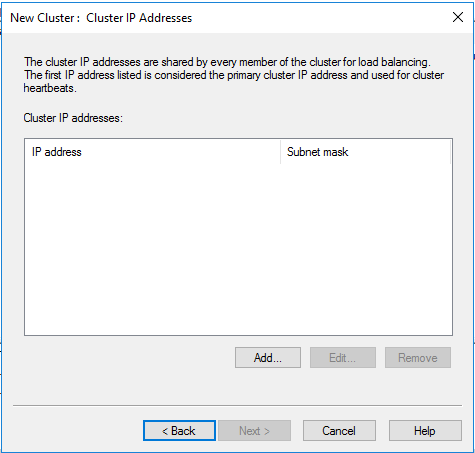 New Cluster :  Cluster IP Addresses
The cluster IP addresses are shared by every member of the cluster for load balancing.
The first IP address listed is considered the primary cluster IP address and used for cluster
heartbeats.
Cluster IP addresses:
IP address Subnet mask
Add... Edit... Remove
< Back Next > Cancel Help